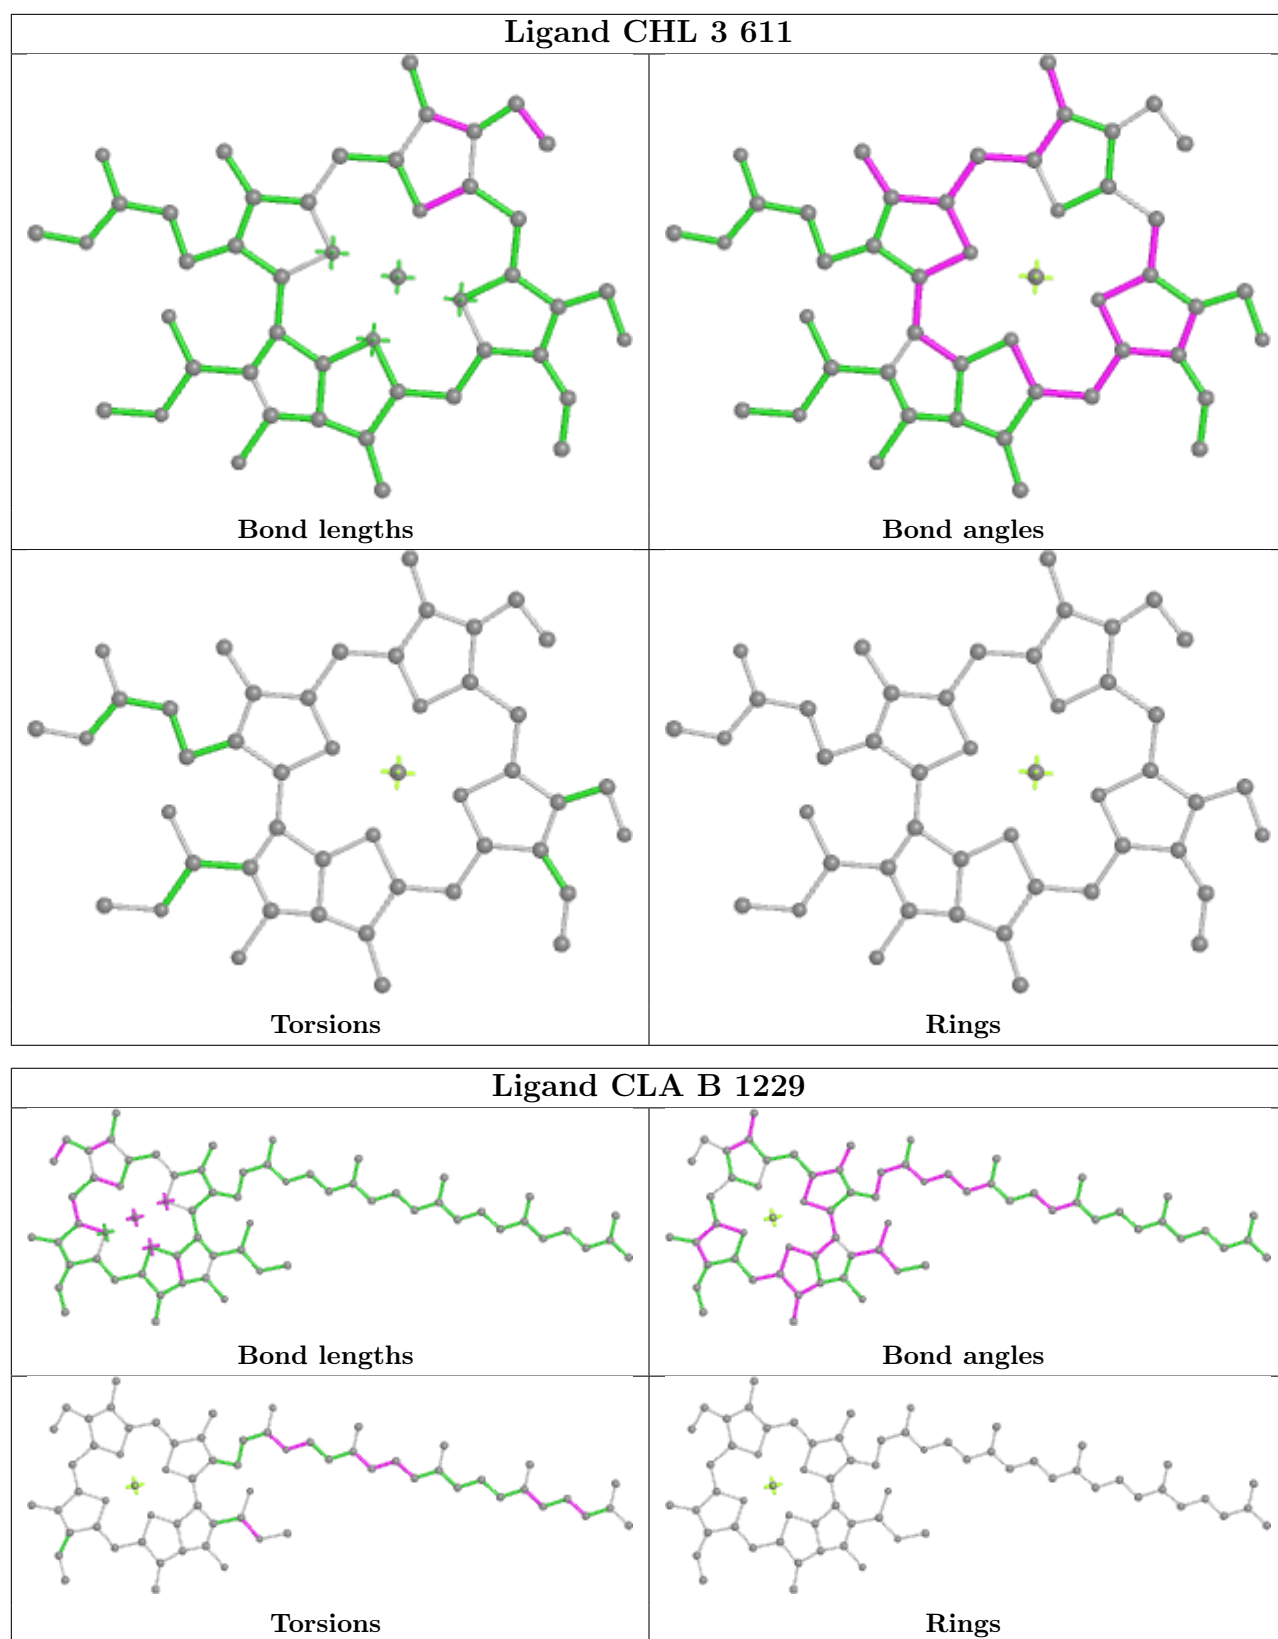 Ligand CHL 3 611
Bond lengths
Bond angles
Torsions
Rings
Ligand CLA B 1229
Bond lengths
Bond angles
Torsions
Rings